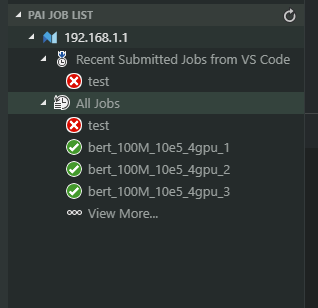 PAI JOB LIST
192.168.1.1
Recent Submitted Jobs from VS Code
test
All Jobs
test
bert_100M_10e5_4gpu_1
bert_100M_10e5_4gpu_2
bert_100M_10e5_4gpu_3
View More...